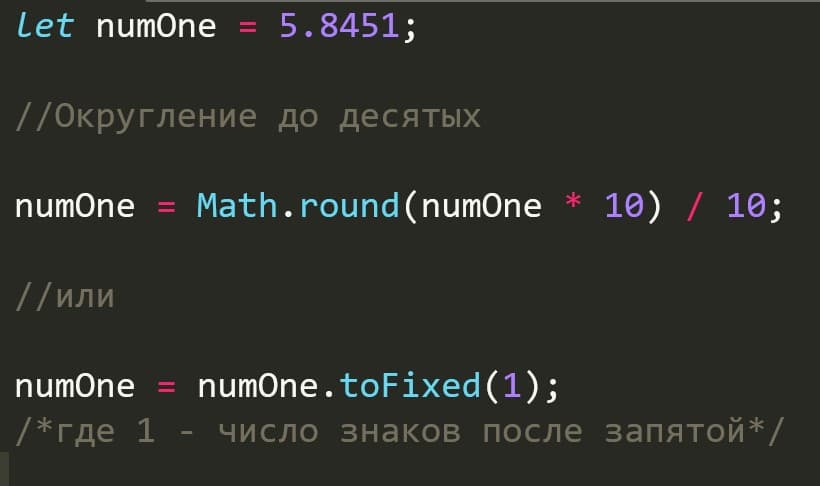 let numOne = 5.8451;
//Округление до десятых
numOne = Math.round(numOne * 10) / 10;
//или
numOne = numOne.toFixed(1);
/*где 1 - число знаков после запятой*/